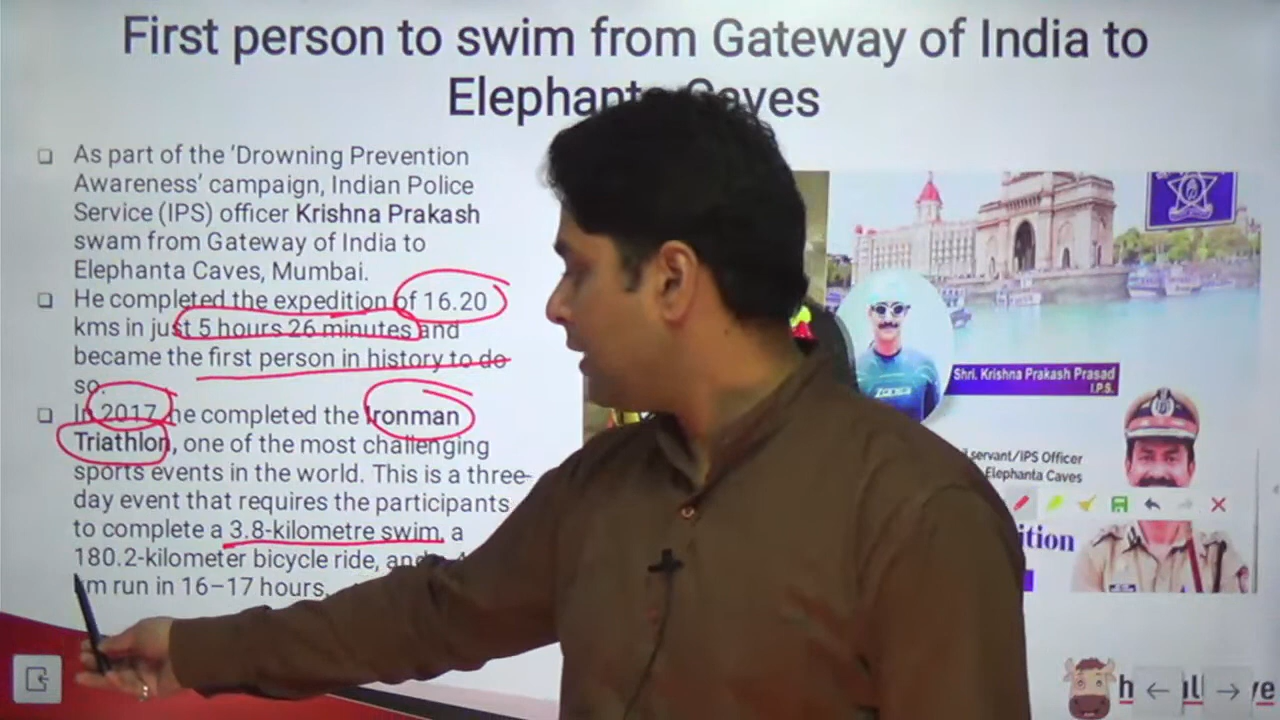 First person to swim from Gateway of India to
Elephanta Caves
As part of the ‘Drowning Prevention
Awareness’ campaign, Indian Police
Service (IPS) officer Krishna Prakash
swam from Gateway of India to
Elephanta Caves, Mumbai.
He completed the expedition of 16.20
kms in just 5 hours 26 minutes and
became the first person in history to do
so.
In 2017, he completed the Ironman
Triathlon, one of the most challenging
sports events in the world. This is a three-
day event that requires the participants
to complete a 3.8-kilometre swim, a
180.2-kilometer bicycle ride,
run in 16–17 hours.
Shri. Krishna Prakash Prasad
I.P.S.
servant/IPS Officer
Elephanta Caves